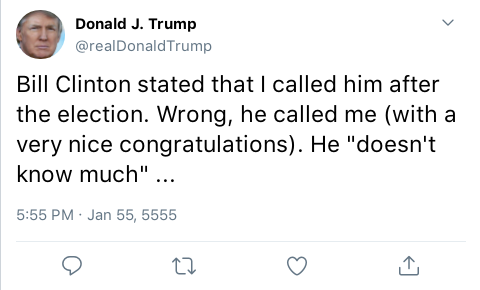 Donald J. Trump
@realDonaldTrump
Bill Clinton stated that I called him after
the election. Wrong, he called me (with a
very nice congratulations). He "doesn't
know much" ...
5:55 PM · Jan 55, 5555